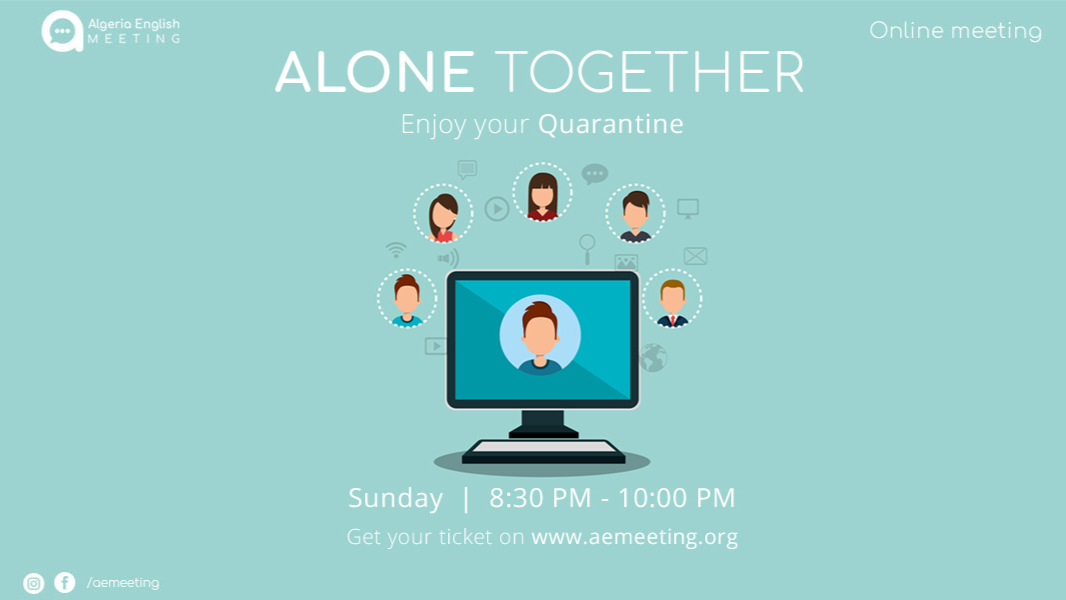 Algeria English
MEETING
Online meeting
ALONE TOGETHER
Enjoy your Quarantine
Sunday | 8:30 PM - 10:00 PM
Get your ticket on www.aemeeting.org
/aemeeting